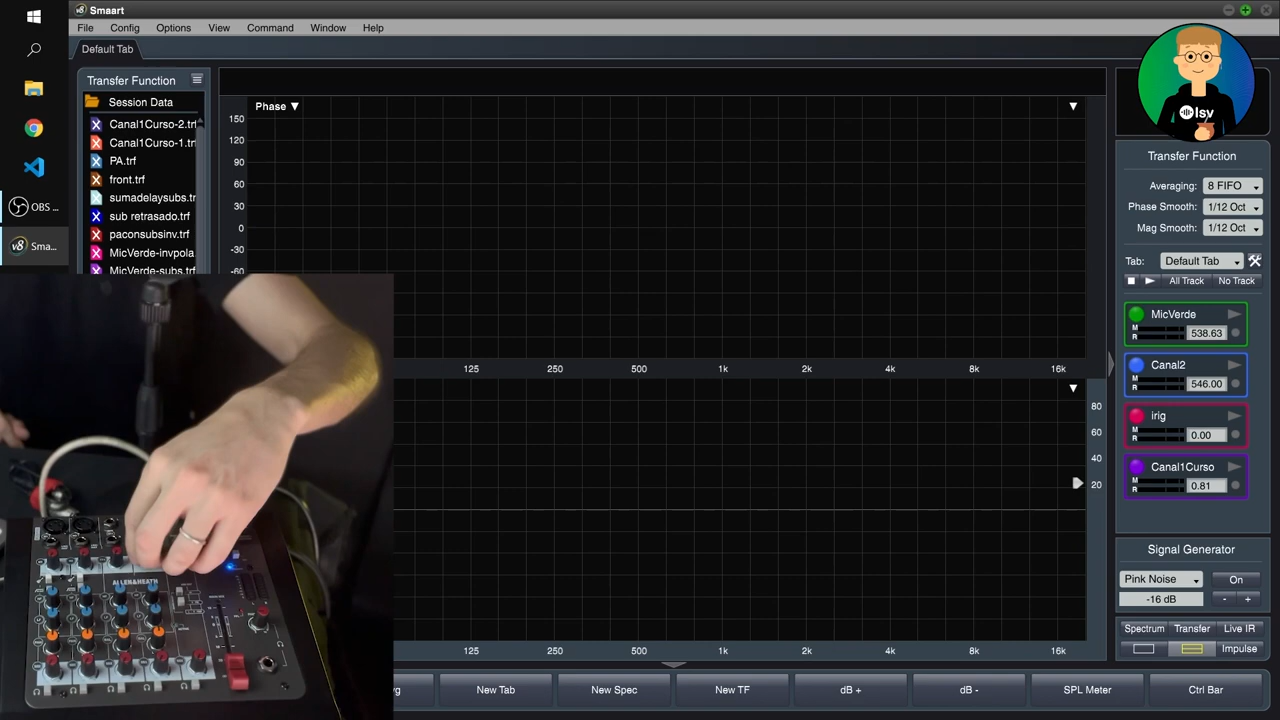 v8 Smaart
File Config Options View Command Window Help
Default Tab
Transfer Function
Session Data
Canal1Curso-2.trf
Canal1Curso-1.trf
PA.trf
front.trf
sumadelaysubs.tr
sub retrasado.trf
paconsubsinv.trf
MicVerde-invpola
MicVerde-subs.trf
OBS ...
v8 Sma...
Phase ▼
150
120
90
60
30
0
-30
-60
125 250 500 1k 2k 4k 8k 16k
80
60
40
20
125 250 500 1k 2k 4k 8k 16k
lsv
Transfer Function
Averaging: 8 FIFO
Phase Smooth: 1/12 Oct
Mag Smooth: 1/12 Oct
Tab: Default Tab
All Track No Track
MicVerde
M
R 538.63
Canal2
M
R 546.00
irig
M
R 0.00
Canal1Curso
M
R 0.81
Signal Generator
Pink Noise On
-16 dB - +
Spectrum Transfer Live IR
Impulse
vg New Tab New Spec New TF dB + dB - SPL Meter Ctrl Bar
ALLEN&HEATH